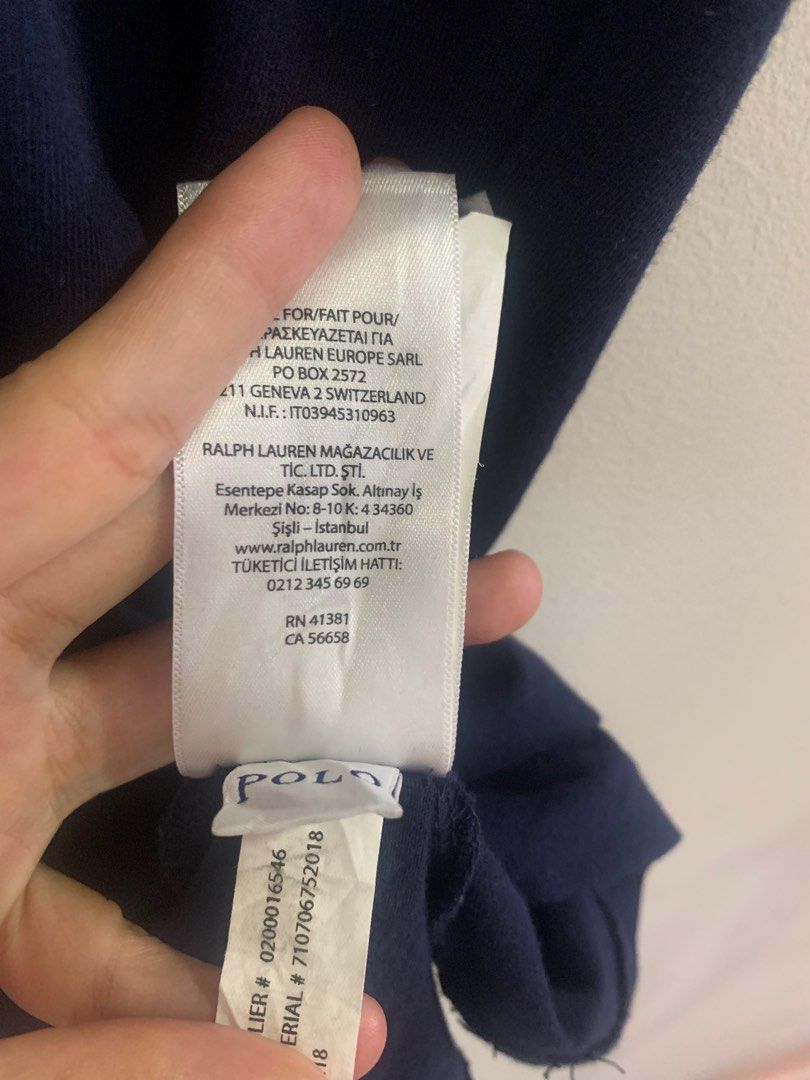 FOR/FAIT POUR/
ΡΑΣΚΕΥΑΖΕΤΑΙ ΓΙΑ
H LAUREN EUROPE SARL
PO BOX 2572
211 GENEVA 2 SWITZERLAND
N.I.F. : IT03945310963
RALPH LAUREN MAĞAZACILIK VE
TİC. LTD. ŞTİ.
Esentepe Kasap Sok. Altınay İş
Merkezi No: 8-10 K: 4 34360
Şişli – İstanbul
www.ralphlauren.com.tr
TÜKETİCİ İLETİŞİM HATTI:
0212 345 69 69
RN 41381
CA 56658
POLO
LIER # 0200016546
ERIAL # 710706752018
18